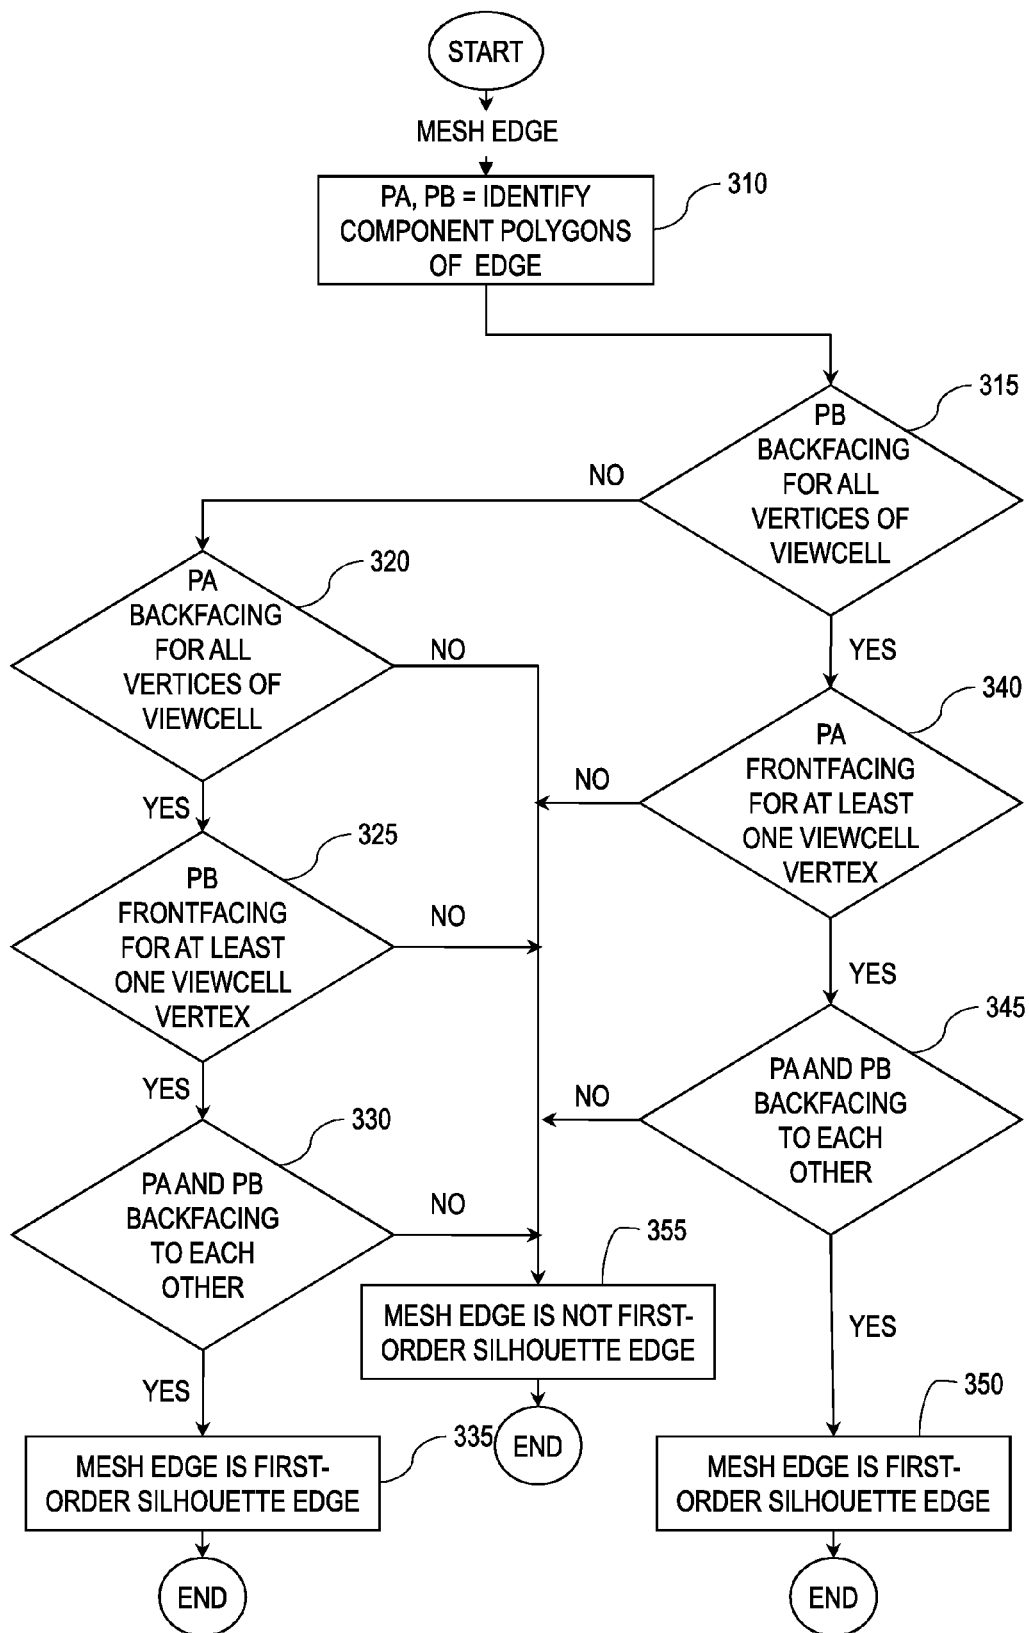 START
MESH EDGE
PA, PB = IDENTIFY
COMPONENT POLYGONS
OF EDGE
310
PB
BACKFACING
FOR ALL
VERTICES OF
VIEWCELL
315
NO
YES
PA
BACKFACING
FOR ALL
VERTICES OF
VIEWCELL
320
NO
YES
PA
FRONTFACING
FOR AT LEAST
ONE VIEWCELL
VERTEX
340
NO
YES
PB
FRONTFACING
FOR AT LEAST
ONE VIEWCELL
VERTEX
325
NO
YES
PA AND PB
BACKFACING
TO EACH
OTHER
345
NO
YES
PA AND PB
BACKFACING
TO EACH
OTHER
330
NO
YES
MESH EDGE IS NOT FIRST-
ORDER SILHOUETTE EDGE
355
END
MESH EDGE IS FIRST-
ORDER SILHOUETTE EDGE
335
END
MESH EDGE IS FIRST-
ORDER SILHOUETTE EDGE
350
END